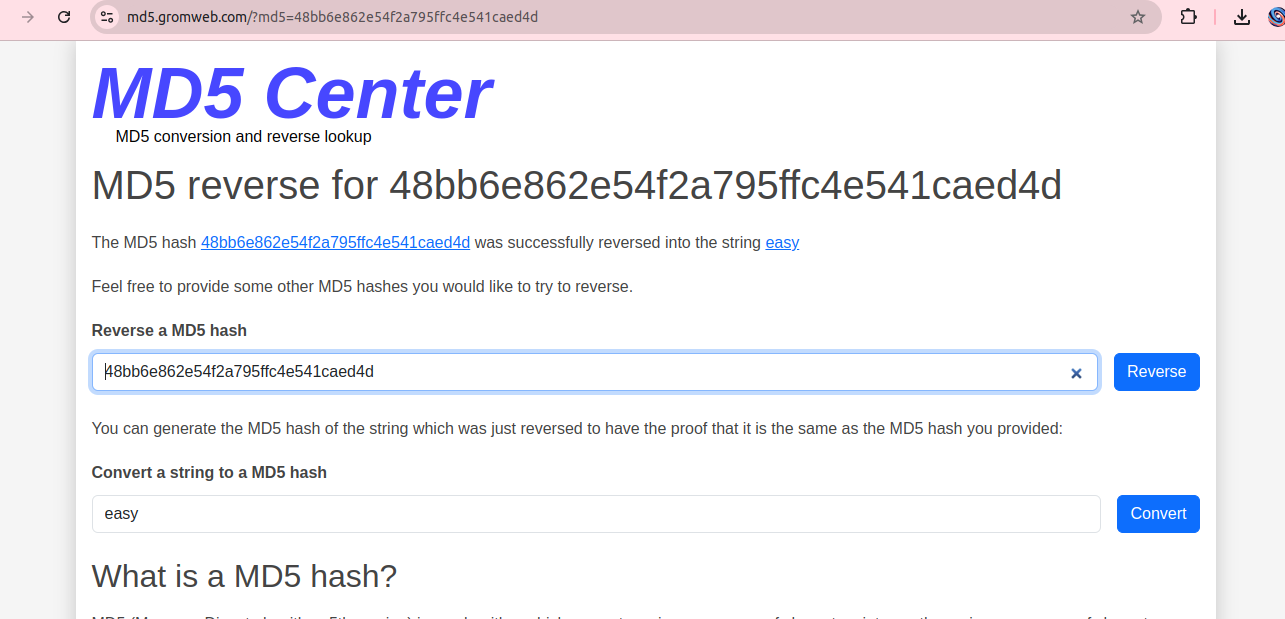 md5.gromweb.com/?md5=48bb6e862e54f2a795ffc4e541caed4d
MD5 Center
MD5 conversion and reverse lookup
MD5 reverse for 48bb6e862e54f2a795ffc4e541caed4d
The MD5 hash 48bb6e862e54f2a795ffc4e541caed4d was successfully reversed into the string easy
Feel free to provide some other MD5 hashes you would like to try to reverse.
Reverse a MD5 hash
48bb6e862e54f2a795ffc4e541caed4d Reverse
You can generate the MD5 hash of the string which was just reversed to have the proof that it is the same as the MD5 hash you provided:
Convert a string to a MD5 hash
easy Convert
What is a MD5 hash?